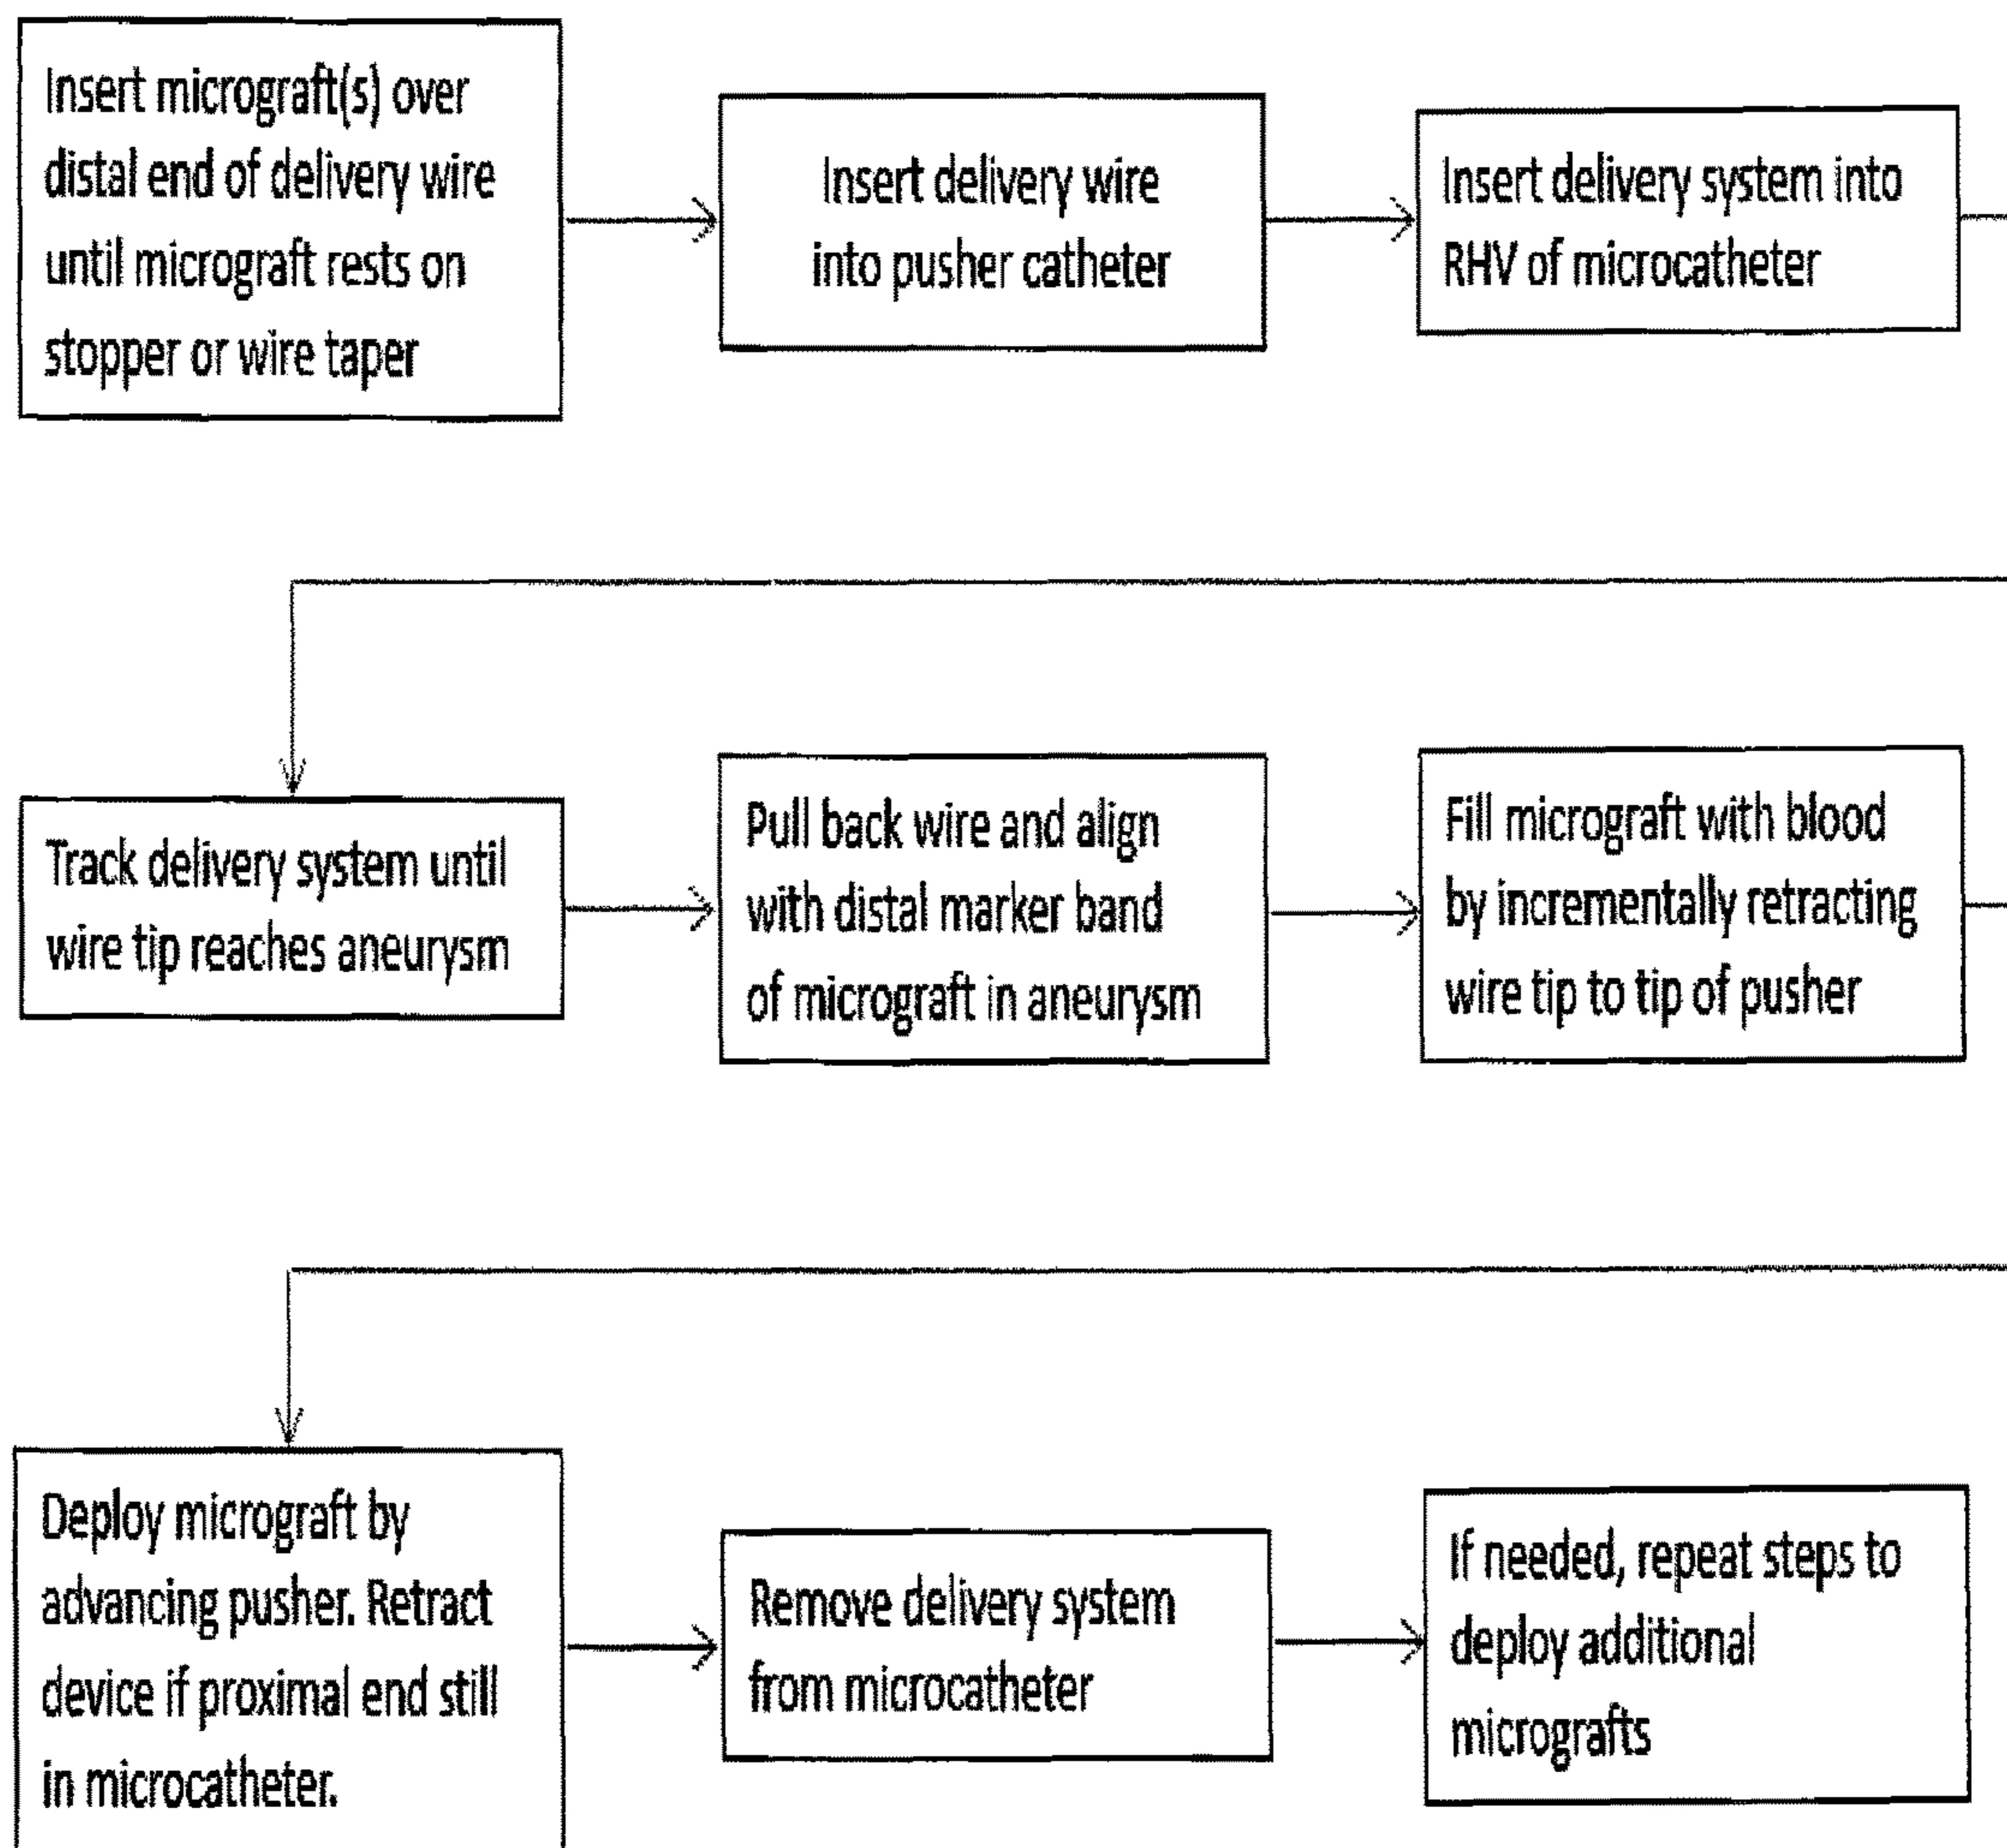 Insert micrograft(s) over
distal end of delivery wire
until micrograft rests on
stopper or wire taper
Insert delivery wire
into pusher catheter
Insert delivery system into
RHV of microcatheter
Track delivery system until
wire tip reaches aneurysm
Pull back wire and align
with distal marker band
of micrograft in aneurysm
Fill micrograft with blood
by incrementally retracting
wire tip to tip of pusher
Deploy micrograft by
advancing pusher. Retract
device if proximal end still
in microcatheter.
Remove delivery system
from microcatheter
If needed, repeat steps to
deploy additional
micrografts